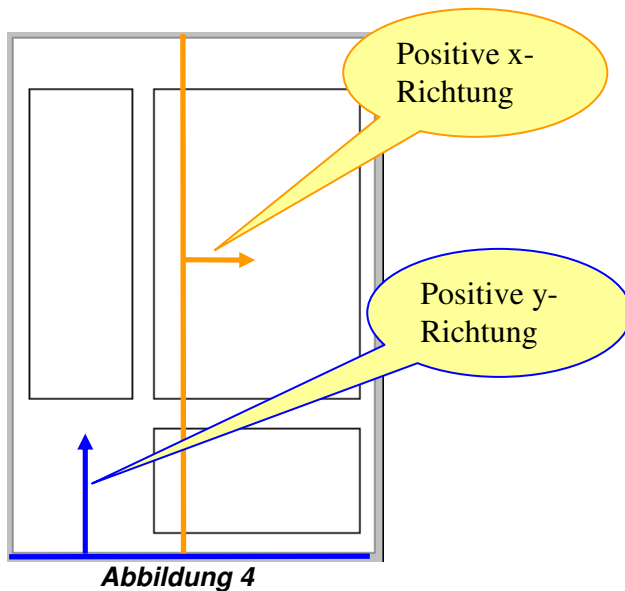 Positive x-
Richtung
Positive y-
Richtung
Abbildung 4